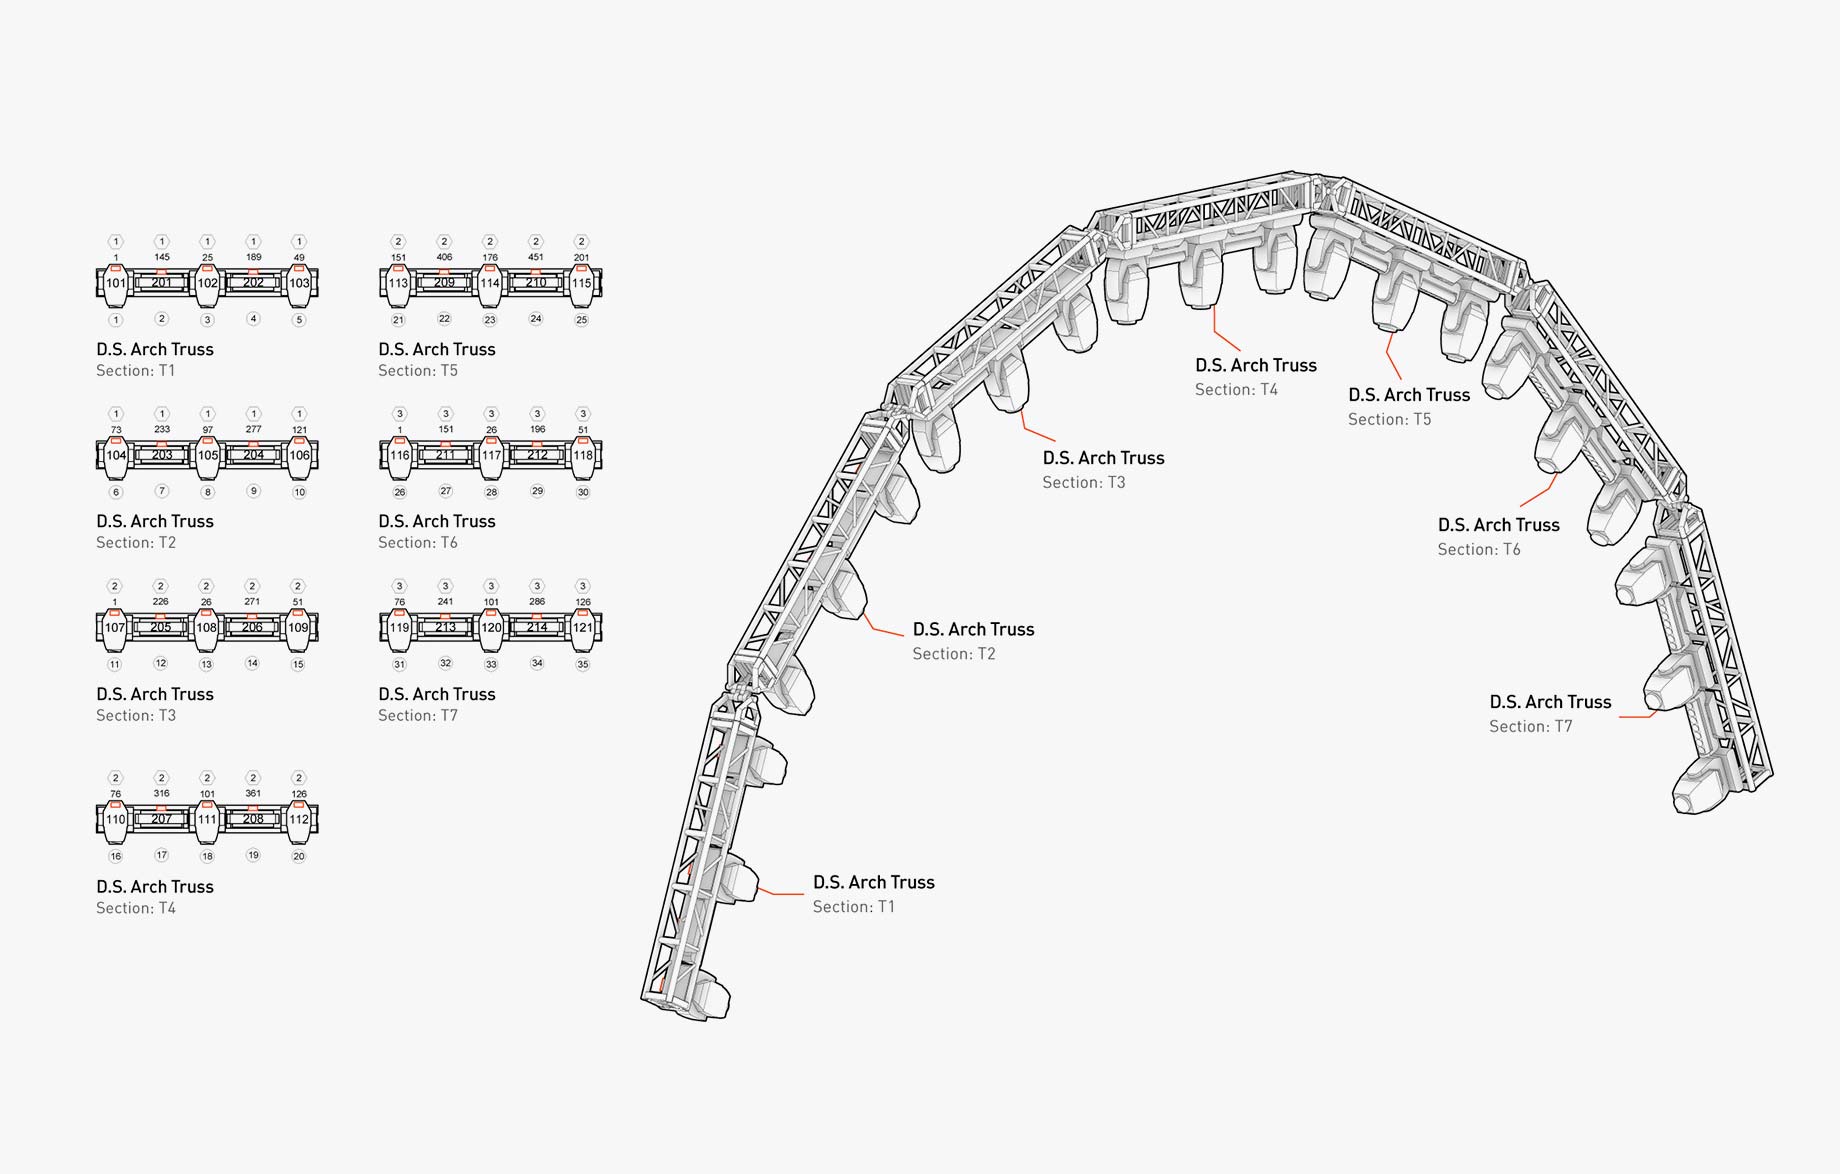 1 1 1 1 1
1 145 25 189 49
101 201 102 202 103
1 2 3 4 5
D.S. Arch Truss
Section: T1
1 1 1 1 1
73 233 97 277 121
104 203 105 204 106
6 7 8 9 10
D.S. Arch Truss
Section: T2
2 2 2 2 2
1 226 26 271 51
107 205 108 206 109
11 12 13 14 15
D.S. Arch Truss
Section: T3
2 2 2 2 2
76 316 101 361 126
110 207 111 208 112
16 17 18 19 20
D.S. Arch Truss
Section: T4
2 2 2 2 2
151 406 176 451 201
113 209 114 210 115
21 22 23 24 25
D.S. Arch Truss
Section: T5
3 3 3 3 3
1 151 26 196 51
116 211 117 212 118
26 27 28 29 30
D.S. Arch Truss
Section: T6
3 3 3 3 3
76 241 101 286 126
119 213 120 214 121
31 32 33 34 35
D.S. Arch Truss
Section: T7
D.S. Arch Truss
Section: T1
D.S. Arch Truss
Section: T2
D.S. Arch Truss
Section: T3
D.S. Arch Truss
Section: T4
D.S. Arch Truss
Section: T5
D.S. Arch Truss
Section: T6
D.S. Arch Truss
Section: T7